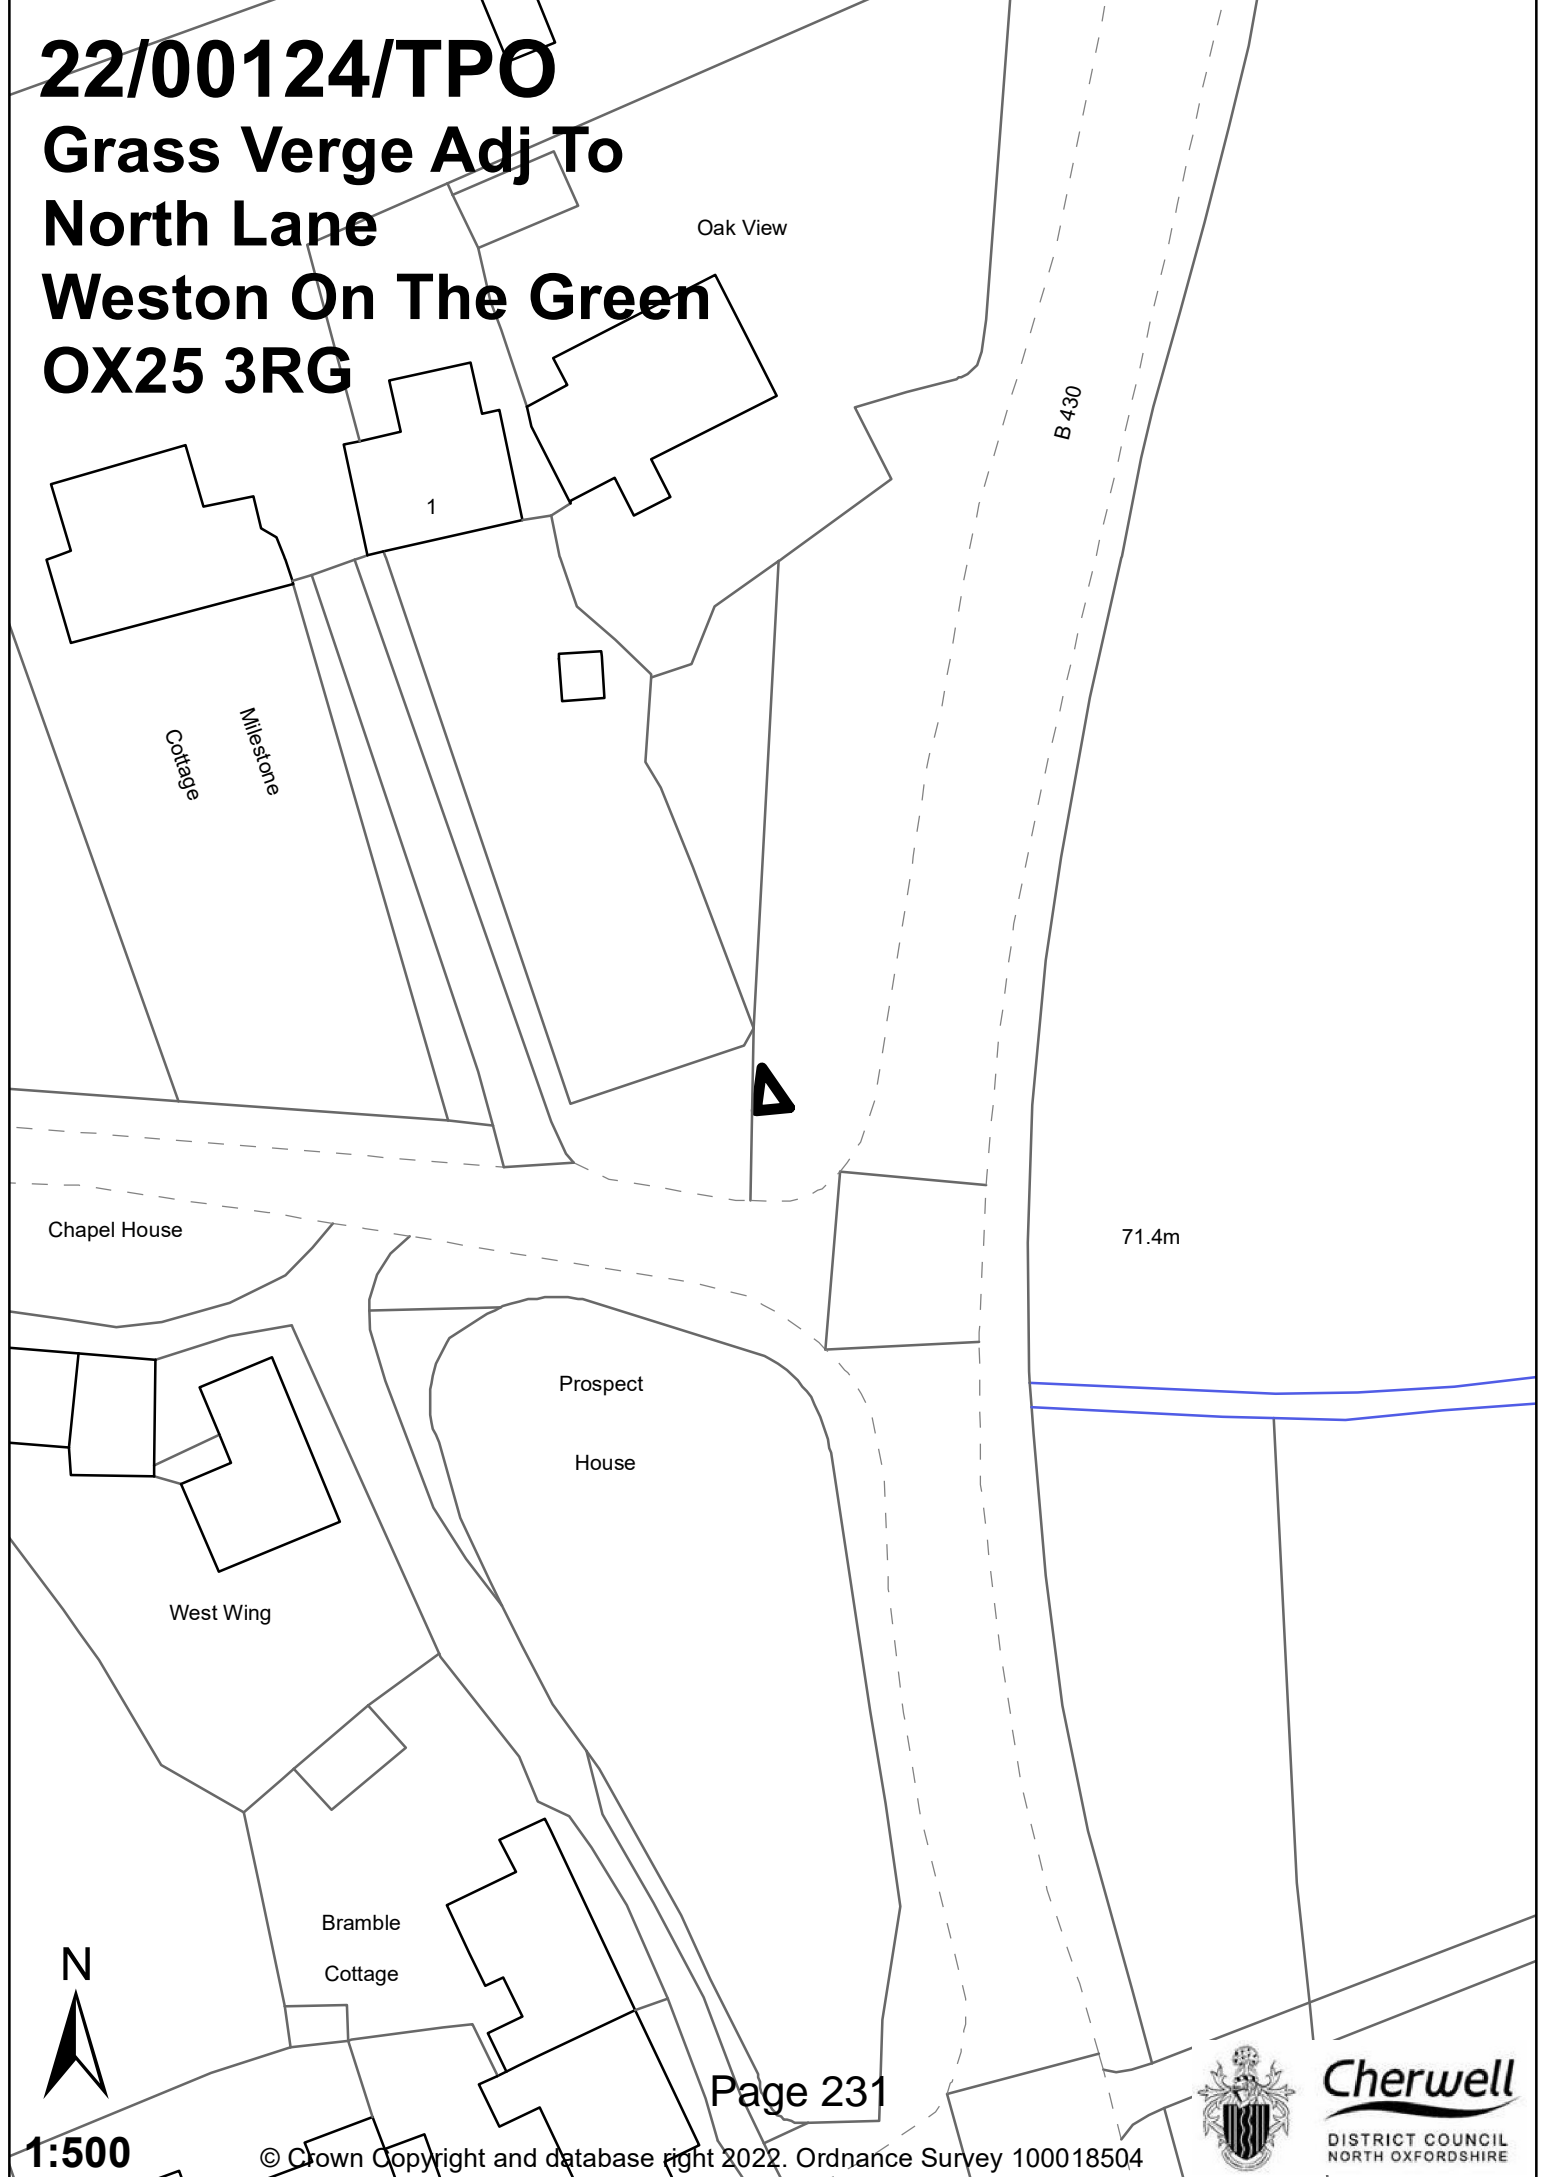 22/00124/TPO
Grass Verge Adj To
North Lane
Weston On The Green
OX25 3RG
Oak View
B 430
1
Milestone
Cottage
Chapel House
71.4m
Prospect
House
West Wing
Bramble
Cottage
N
1:500
Page 231
© Crown Copyright and database right 2022. Ordnance Survey 100018504
Cherwell
DISTRICT COUNCIL
NORTH OXFORDSHIRE